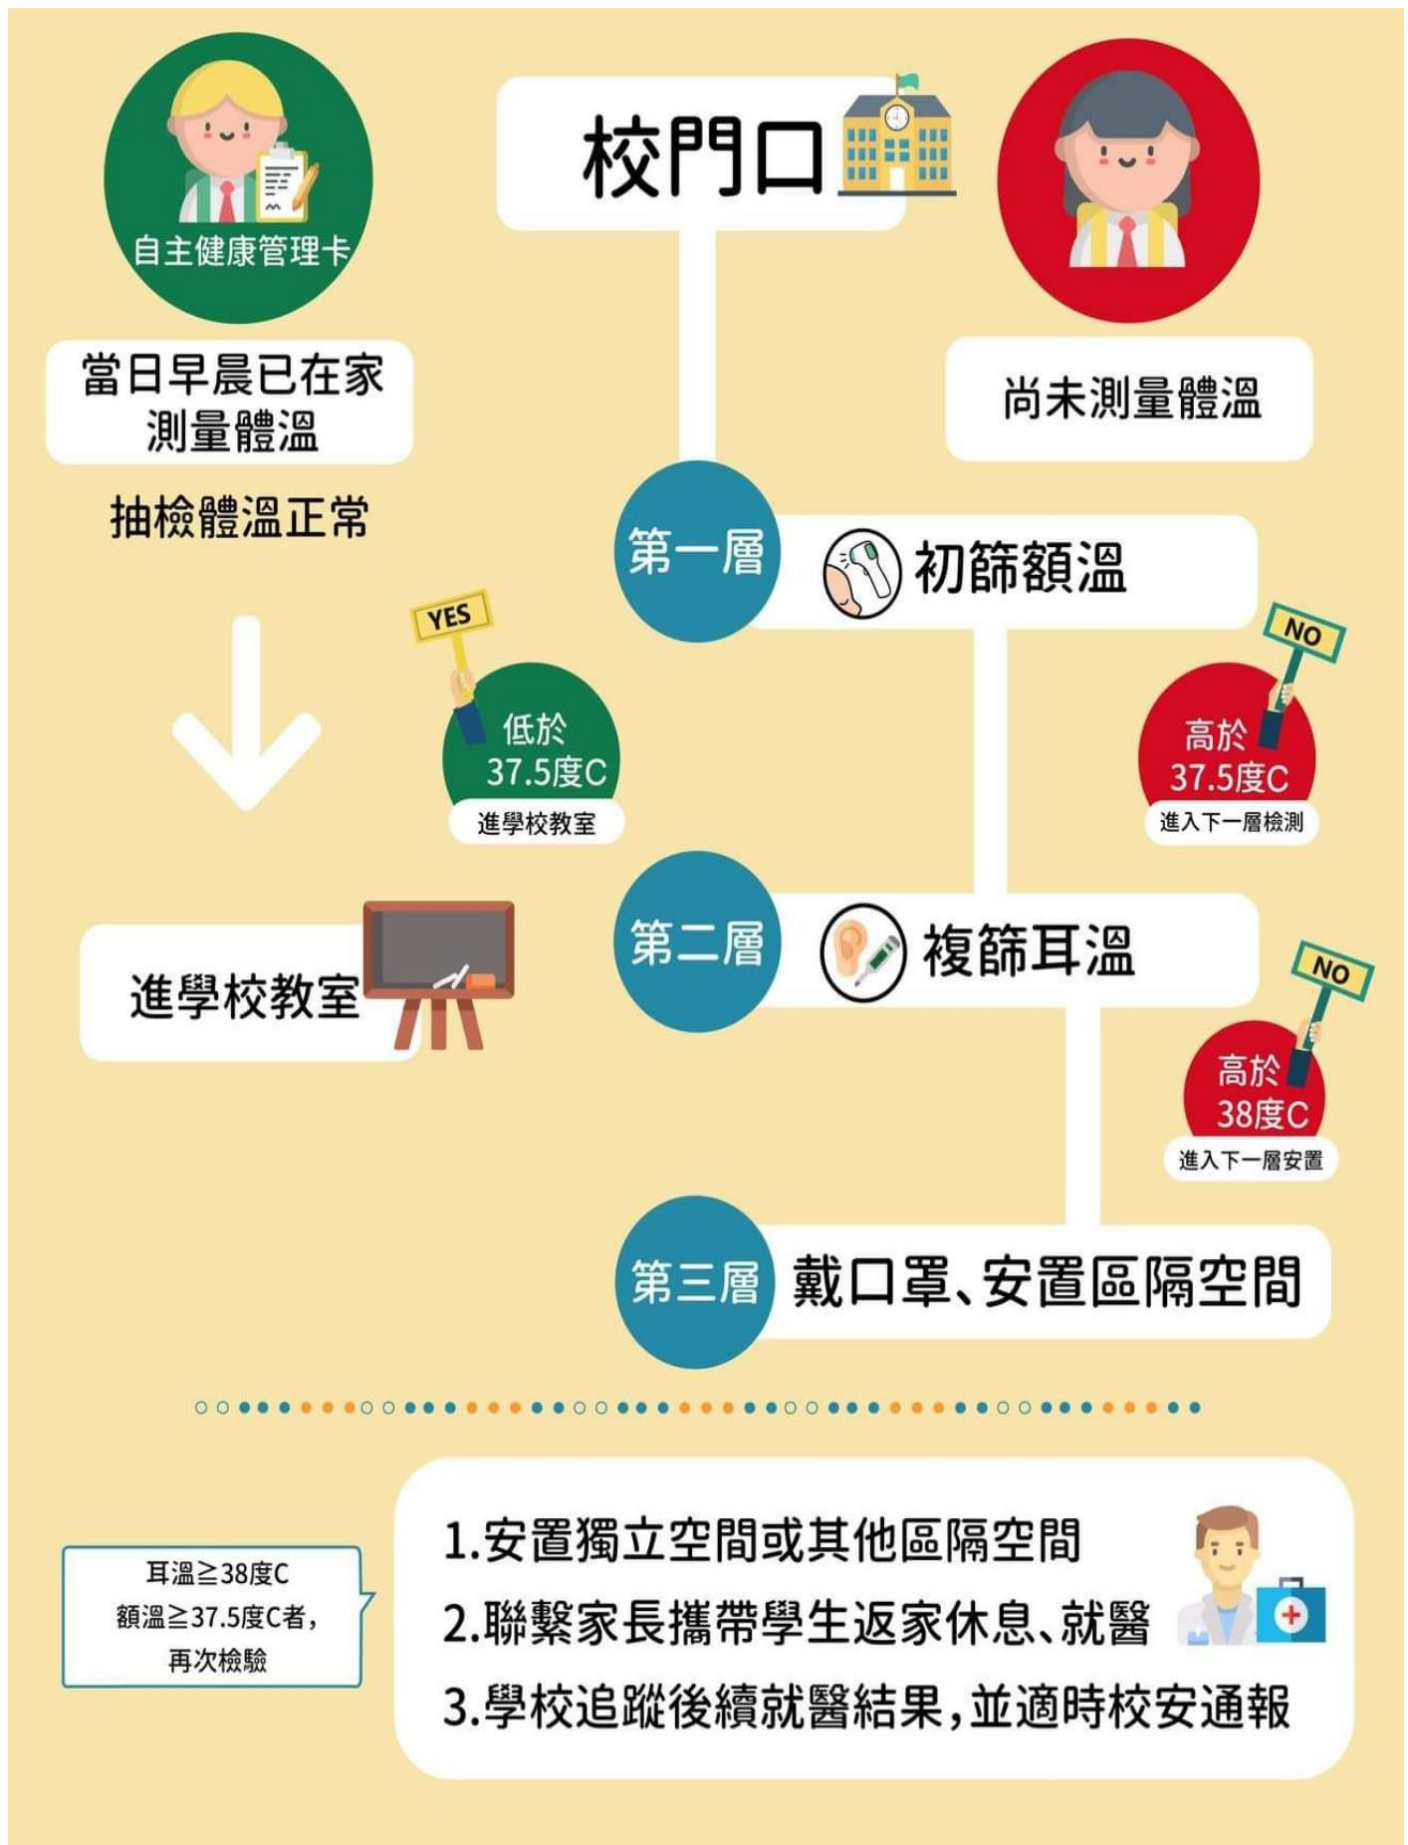 校門口
自主健康管理卡
當日早晨已在家
測量體溫
抽檢體溫正常
尚未測量體溫
第一層
初篩額溫
YES
低於
37.5度C
進學校教室
NO
高於
37.5度C
進入下一層檢測
進學校教室
第二層
複篩耳溫
NO
高於
38度C
進入下一層安置
第三層
戴口罩、安置區隔空間
耳溫≧38度C
額溫≧37.5度C者，
再次檢驗
1.安置獨立空間或其他區隔空間
2.聯繫家長攜帶學生返家休息、就醫
3.學校追蹤後續就醫結果，並適時校安通報